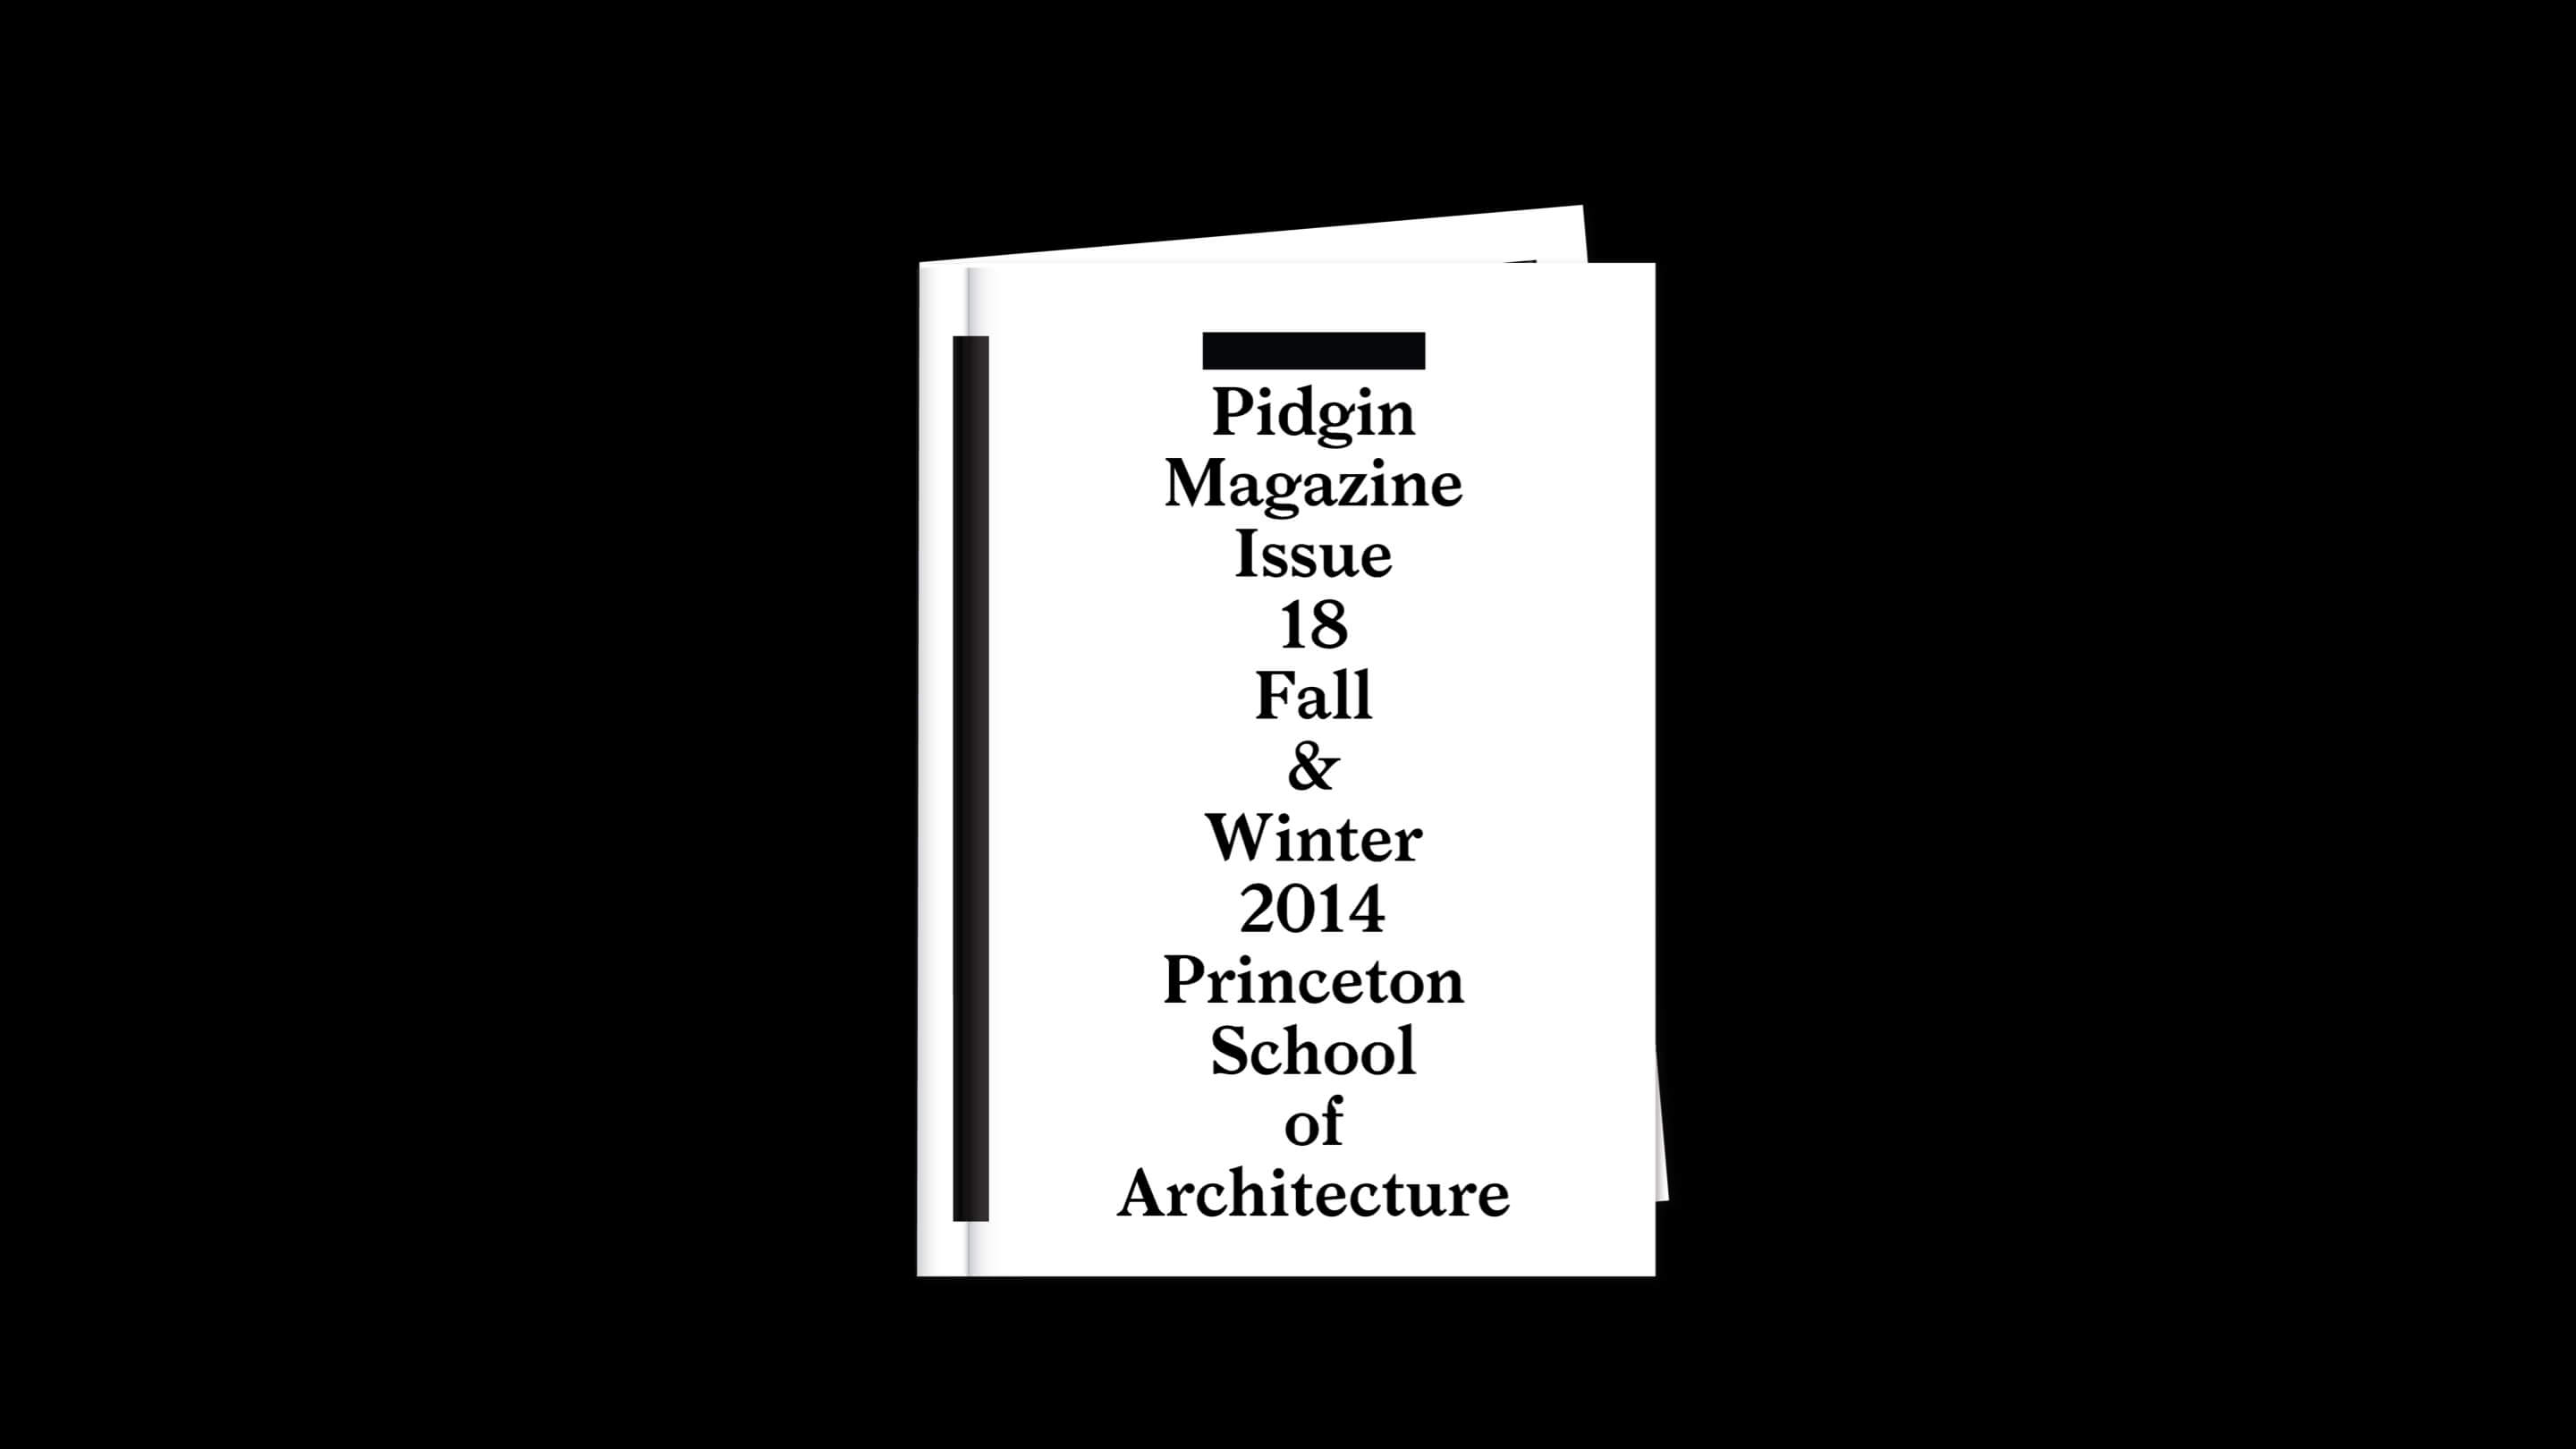 Pidgin
Magazine
Issue
18
Fall
&
Winter
2014
Princeton
School
of
Architecture